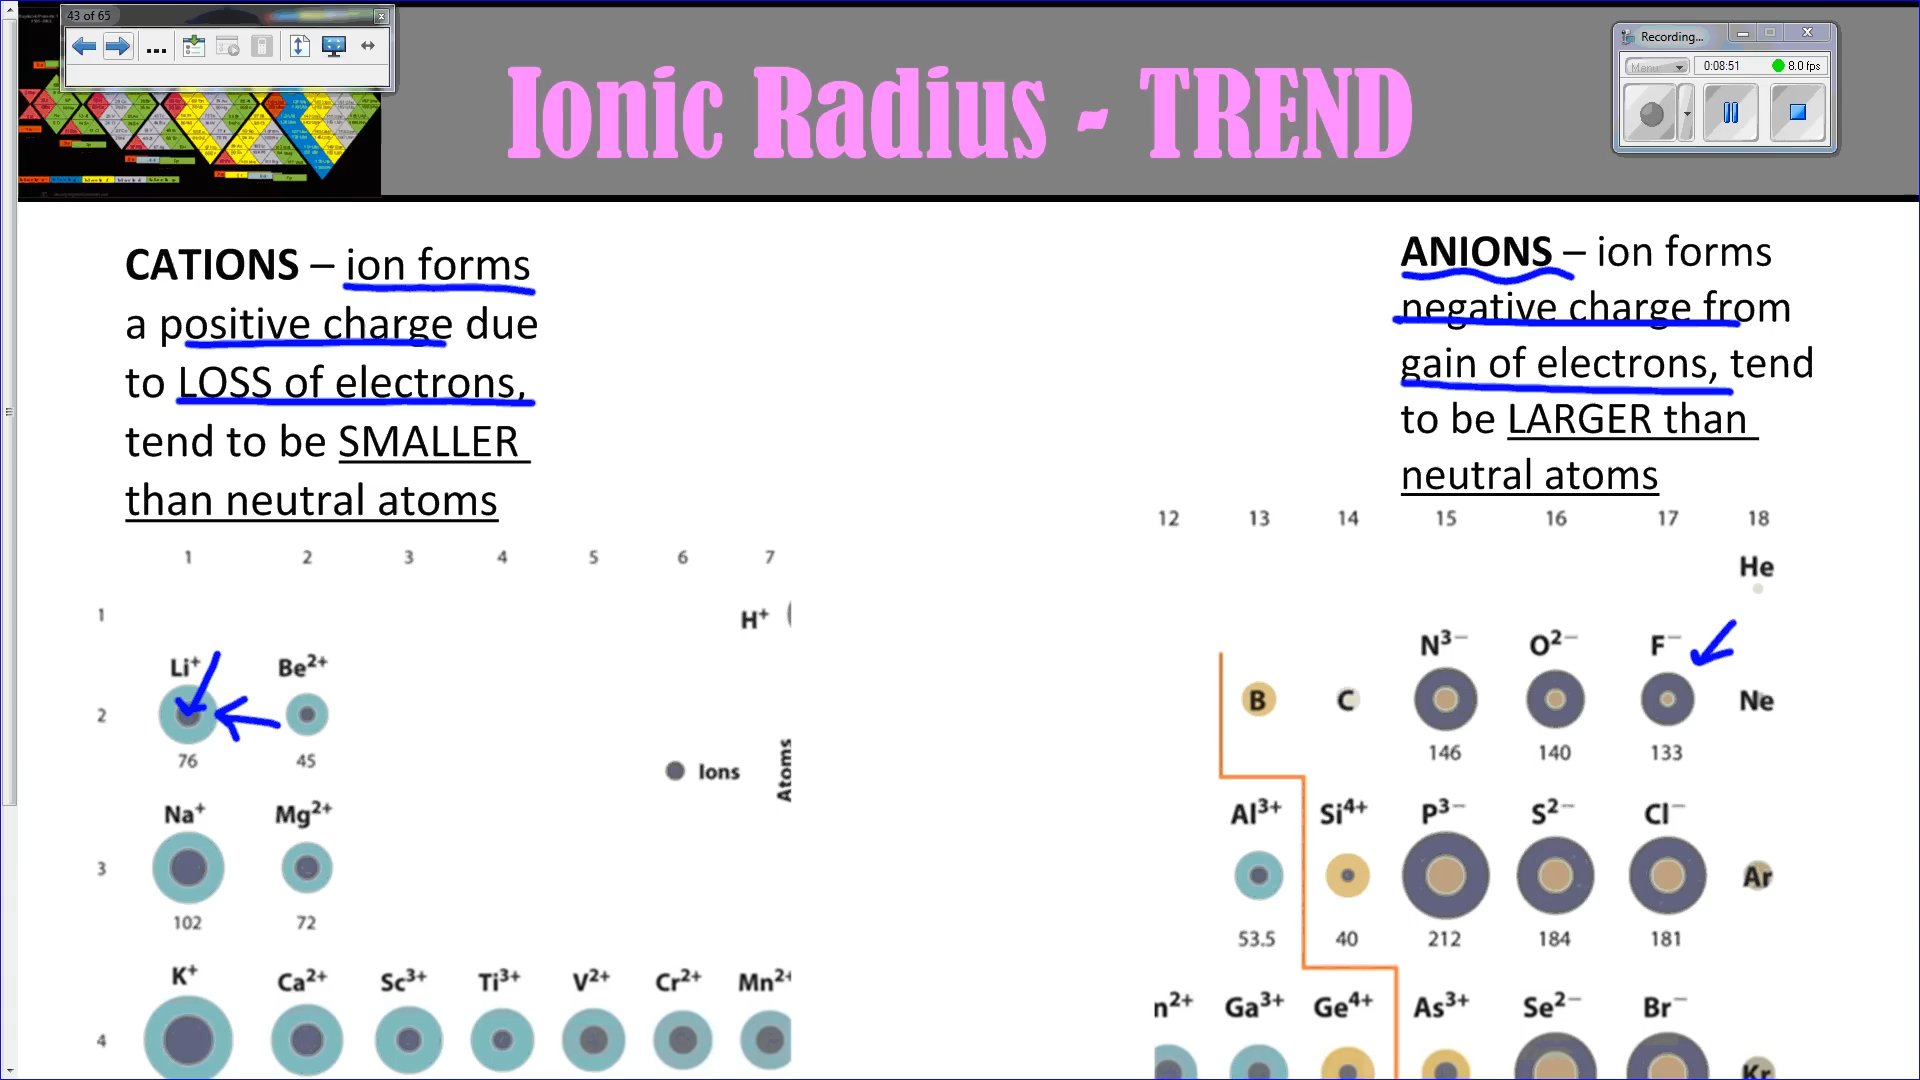 43 of 65
Recording...
Menu
0:08:51
8.0 fps
Ionic Radius - TREND
CATIONS – ion forms
a positive charge due
to LOSS of electrons,
tend to be SMALLER
than neutral atoms
ANIONS – ion forms
negative charge from
gain of electrons, tend
to be LARGER than
neutral atoms
1 2 3 4 5 6 7
1
H⁺
Li⁺ Be²⁺
2
76 45
Ions
Atoms
Na⁺ Mg²⁺
3
102 72
K⁺ Ca²⁺ Sc³⁺ Ti³⁺ V²⁺ Cr²⁺ Mn²⁺
4
12 13 14 15 16 17 18
He
N³⁻ O²⁻ F⁻
B C Ne
146 140 133
Al³⁺ Si⁴⁺ P³⁻ S²⁻ Cl⁻
Ar
53.5 40 212 184 181
n²⁺ Ga³⁺ Ge⁴⁺ As³⁺ Se²⁻ Br⁻
Kr